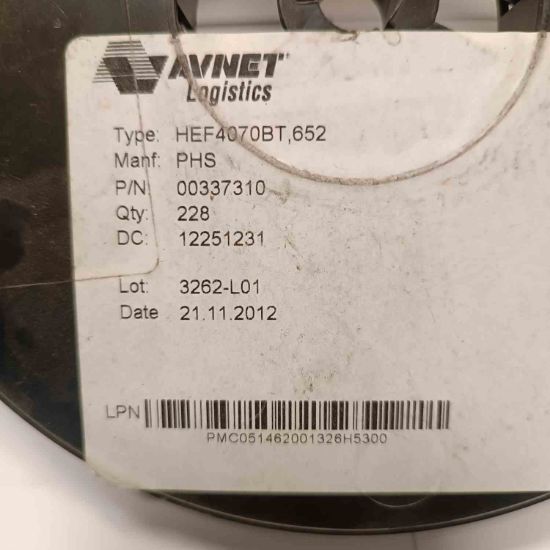 AVNET
Logistics
Type: HEF4070BT,652
Manf: PHS
P/N: 00337310
Qty: 228
DC: 12251231
Lot: 3262-L01
Date 21.11.2012
LPN
PMC051462001326H5300